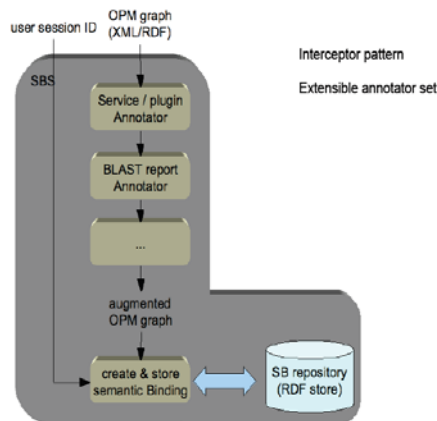 OPM graph
(XML/RDF)
user session ID
Interceptor pattern
Extensible annotator set
SBS
Service / plugin
Annotator
BLAST report
Annotator
...
augmented
OPM graph
create & store
semantic Binding
SB repository
(RDF store)